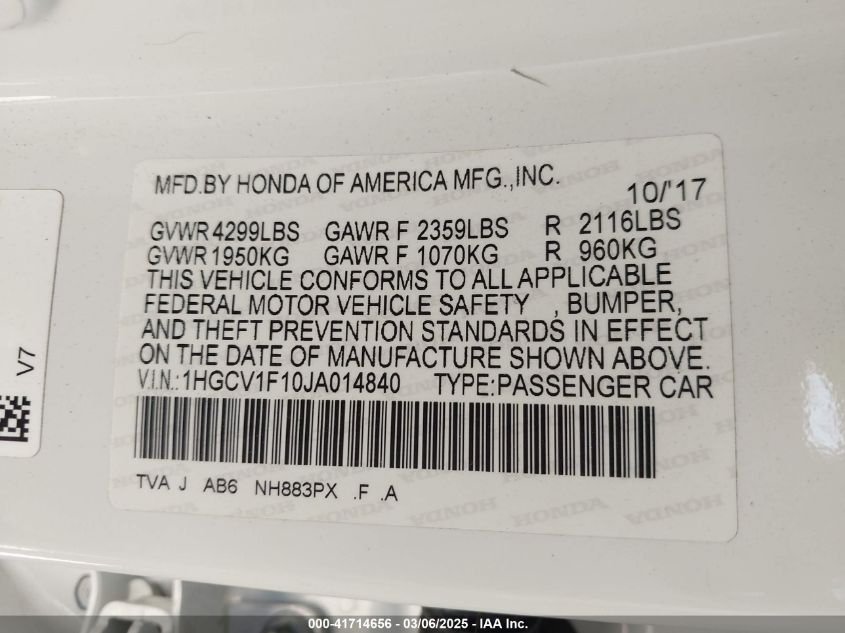 MFD.BY HONDA OF AMERICA MFG.,INC. 10/'17
GVWR 4299LBS GAWR F 2359LBS R 2116LBS
GVWR 1950KG GAWR F 1070KG R 960KG
THIS VEHICLE CONFORMS TO ALL APPLICABLE
FEDERAL MOTOR VEHICLE SAFETY , BUMPER,
AND THEFT PREVENTION STANDARDS IN EFFECT
ON THE DATE OF MANUFACTURE SHOWN ABOVE.
V.I.N.:1HGCV1F10JA014840 TYPE:PASSENGER CAR
TVA J AB6 NH883PX .F .A
V7
000-41714656 - 03/06/2025 - IAA Inc.